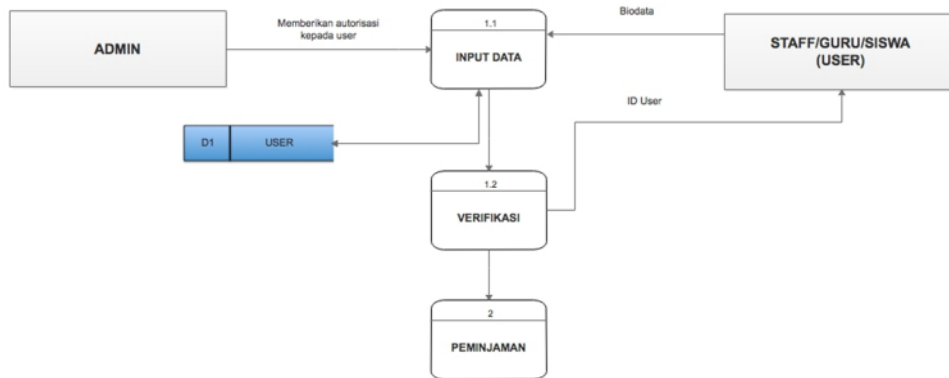 ADMIN
Memberikan autorisasi
kepada user
1.1
INPUT DATA
Biodata
STAFF/GURU/SISWA
(USER)
ID User
D1
USER
1.2
VERIFIKASI
2
PEMINJAMAN